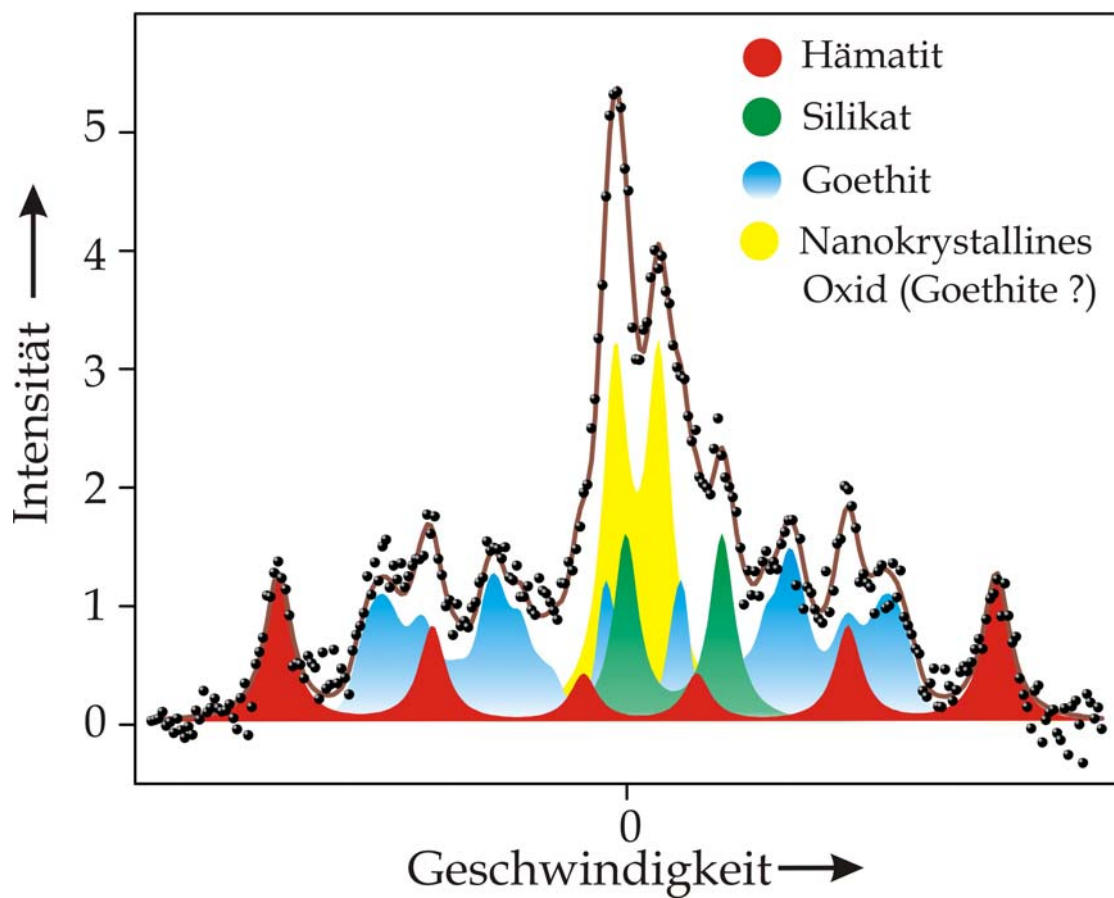 Hämatit
Silikat
Goethit
Nanokrystallines
Oxid (Goethite ?)
Intensität
5
4
3
2
1
0
0
Geschwindigkeit